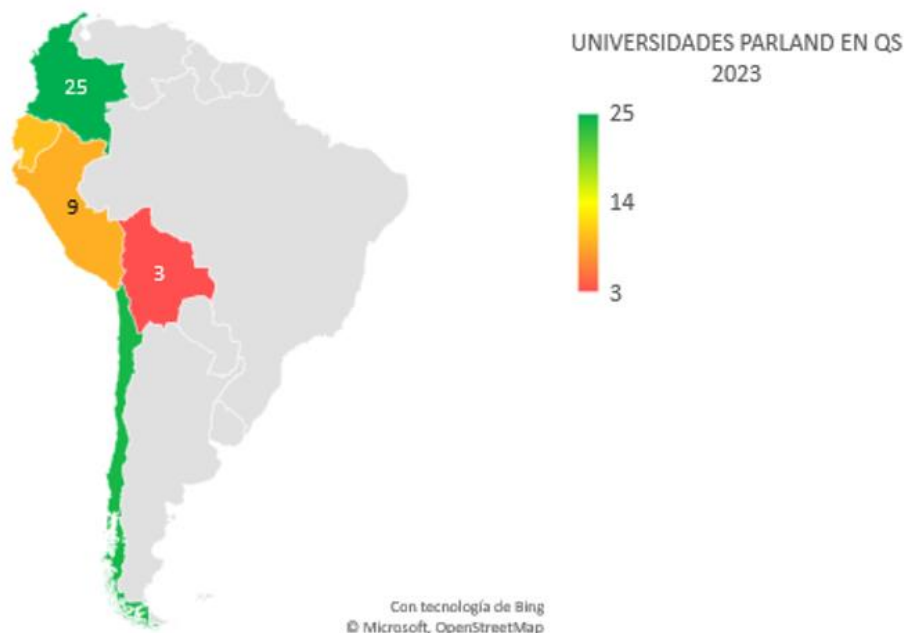 UNIVERSIDADES PARLAND EN QS
2023
25
25
14
9
3
3
Con tecnología de Bing
© Microsoft, OpenStreetMap